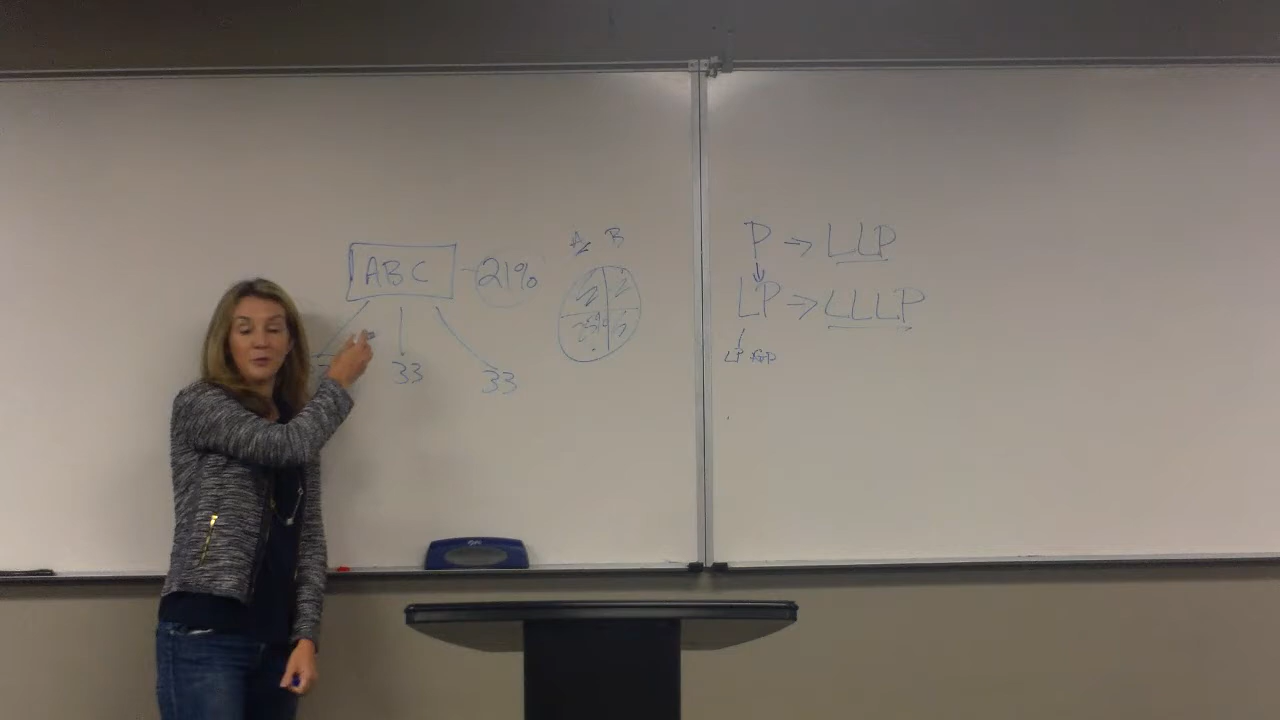 A B
ABC - 21%
33 33
P → LLP
LP → LLLP
LP